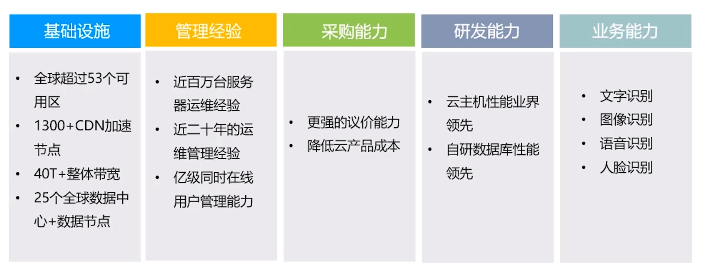 基础设施
管理经验
采购能力
研发能力
业务能力
• 全球超过53个可
用区
• 1300+CDN加速
节点
• 40T+整体带宽
• 25个全球数据中
心+数据节点
• 近百万台服务
器运维经验
• 近二十年的运
维管理经验
• 亿级同时在线
用户管理能力
• 更强的议价能力
• 降低云产品成本
• 云主机性能业界
领先
• 自研数据库性能
领先
• 文字识别
• 图像识别
• 语音识别
• 人脸识别